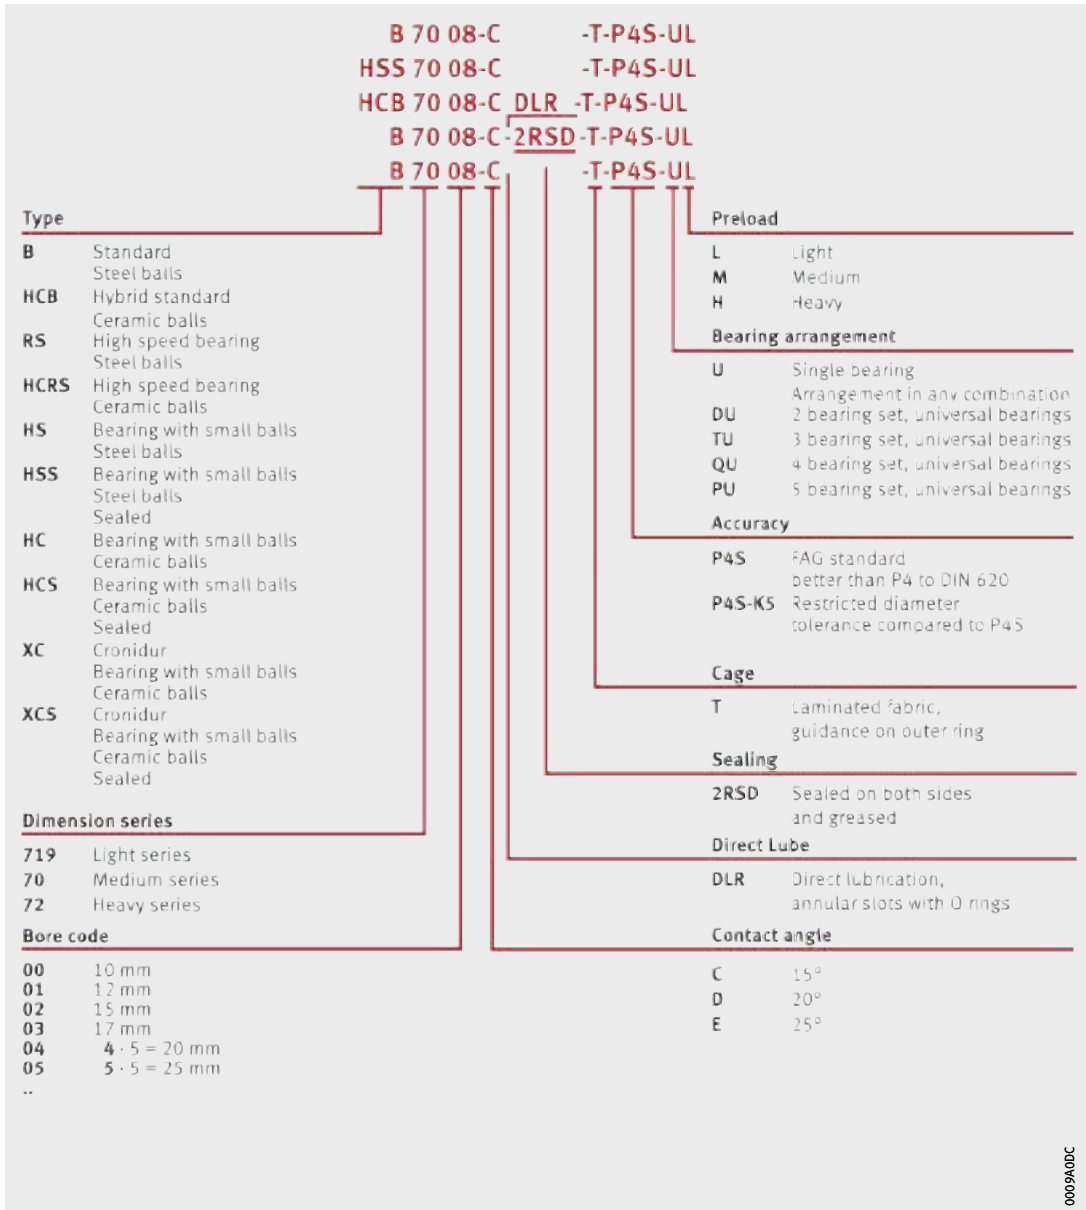 B 70 08-C -T-P4S-UL
HSS 70 08-C -T-P4S-UL
HCB 70 08-C DLR -T-P4S-UL
B 70 08-C-2RSD-T-P4S-UL
B 70 08-C -T-P4S-UL
Type
B Standard
Steel balls
HCB Hybrid standard
Ceramic balls
RS High speed bearing
Steel balls
HCRS High speed bearing
Ceramic balls
HS Bearing with small balls
Steel balls
HSS Bearing with small balls
Steel balls
Sealed
HC Bearing with small balls
Ceramic balls
HCS Bearing with small balls
Ceramic balls
Sealed
XC Cronidur
Bearing with small balls
Ceramic balls
XCS Cronidur
Bearing with small balls
Ceramic balls
Sealed
Dimension series
719 Light series
70 Medium series
72 Heavy series
Bore code
00 10 mm
01 12 mm
02 15 mm
03 17 mm
04 4 · 5 = 20 mm
05 5 · 5 = 25 mm
..
Preload
L Light
M Medium
H Heavy
Bearing arrangement
U Single bearing
Arrangement in any combination
DU 2 bearing set, universal bearings
TU 3 bearing set, universal bearings
QU 4 bearing set, universal bearings
PU 5 bearing set, universal bearings
Accuracy
P4S FAG standard
better than P4 to DIN 620
P4S-K5 Restricted diameter
tolerance compared to P4S
Cage
T Laminated fabric,
guidance on outer ring
Sealing
2RSD Sealed on both sides
and greased
Direct Lube
DLR Direct lubrication,
annular slots with O rings
Contact angle
C 15°
D 20°
E 25°
0009A0DC